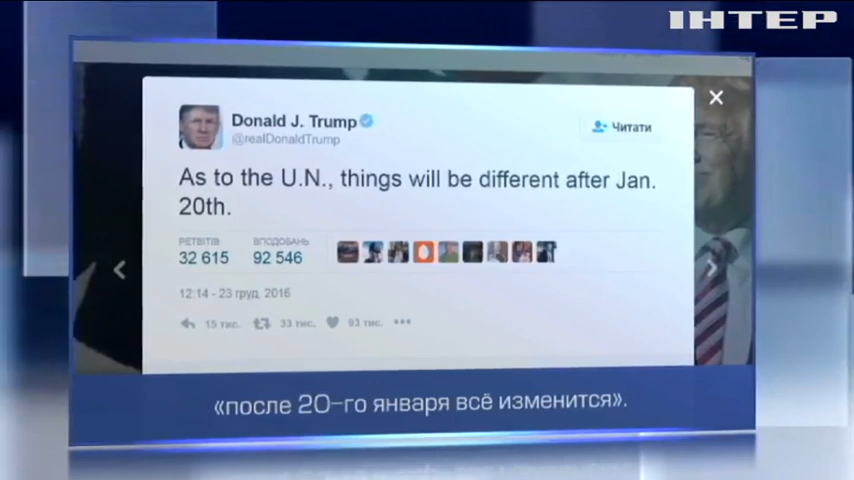 ІНТЕР
Donald J. Trump
@realDonaldTrump
Читати
As to the U.N., things will be different after Jan.
20th.
РЕТВІТІВ ВПОДОБАНЬ
32 615 92 546
12:14 - 23 груд. 2016
15 тис. 33 тис. 93 тис.
«после 20-го января всё изменится».